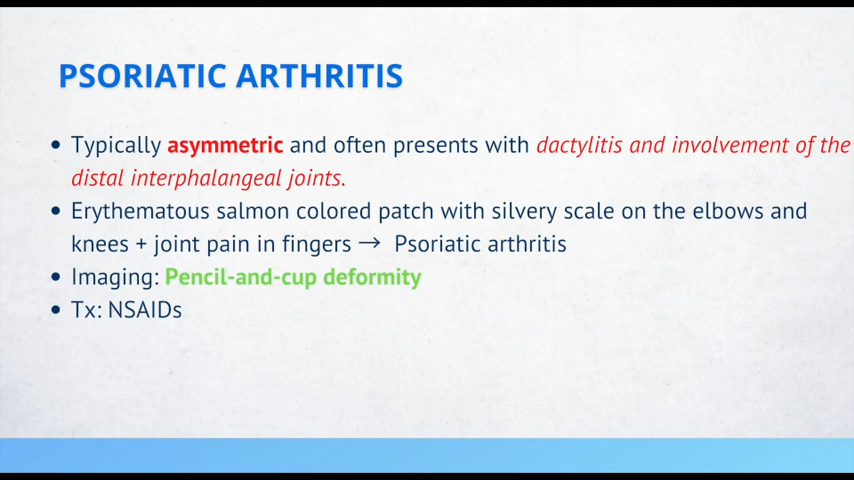 PSORIATIC ARTHRITIS
• Typically asymmetric and often presents with dactylitis and involvement of the
distal interphalangeal joints.
• Erythematous salmon colored patch with silvery scale on the elbows and
knees + joint pain in fingers → Psoriatic arthritis
• Imaging: Pencil-and-cup deformity
• Tx: NSAIDs